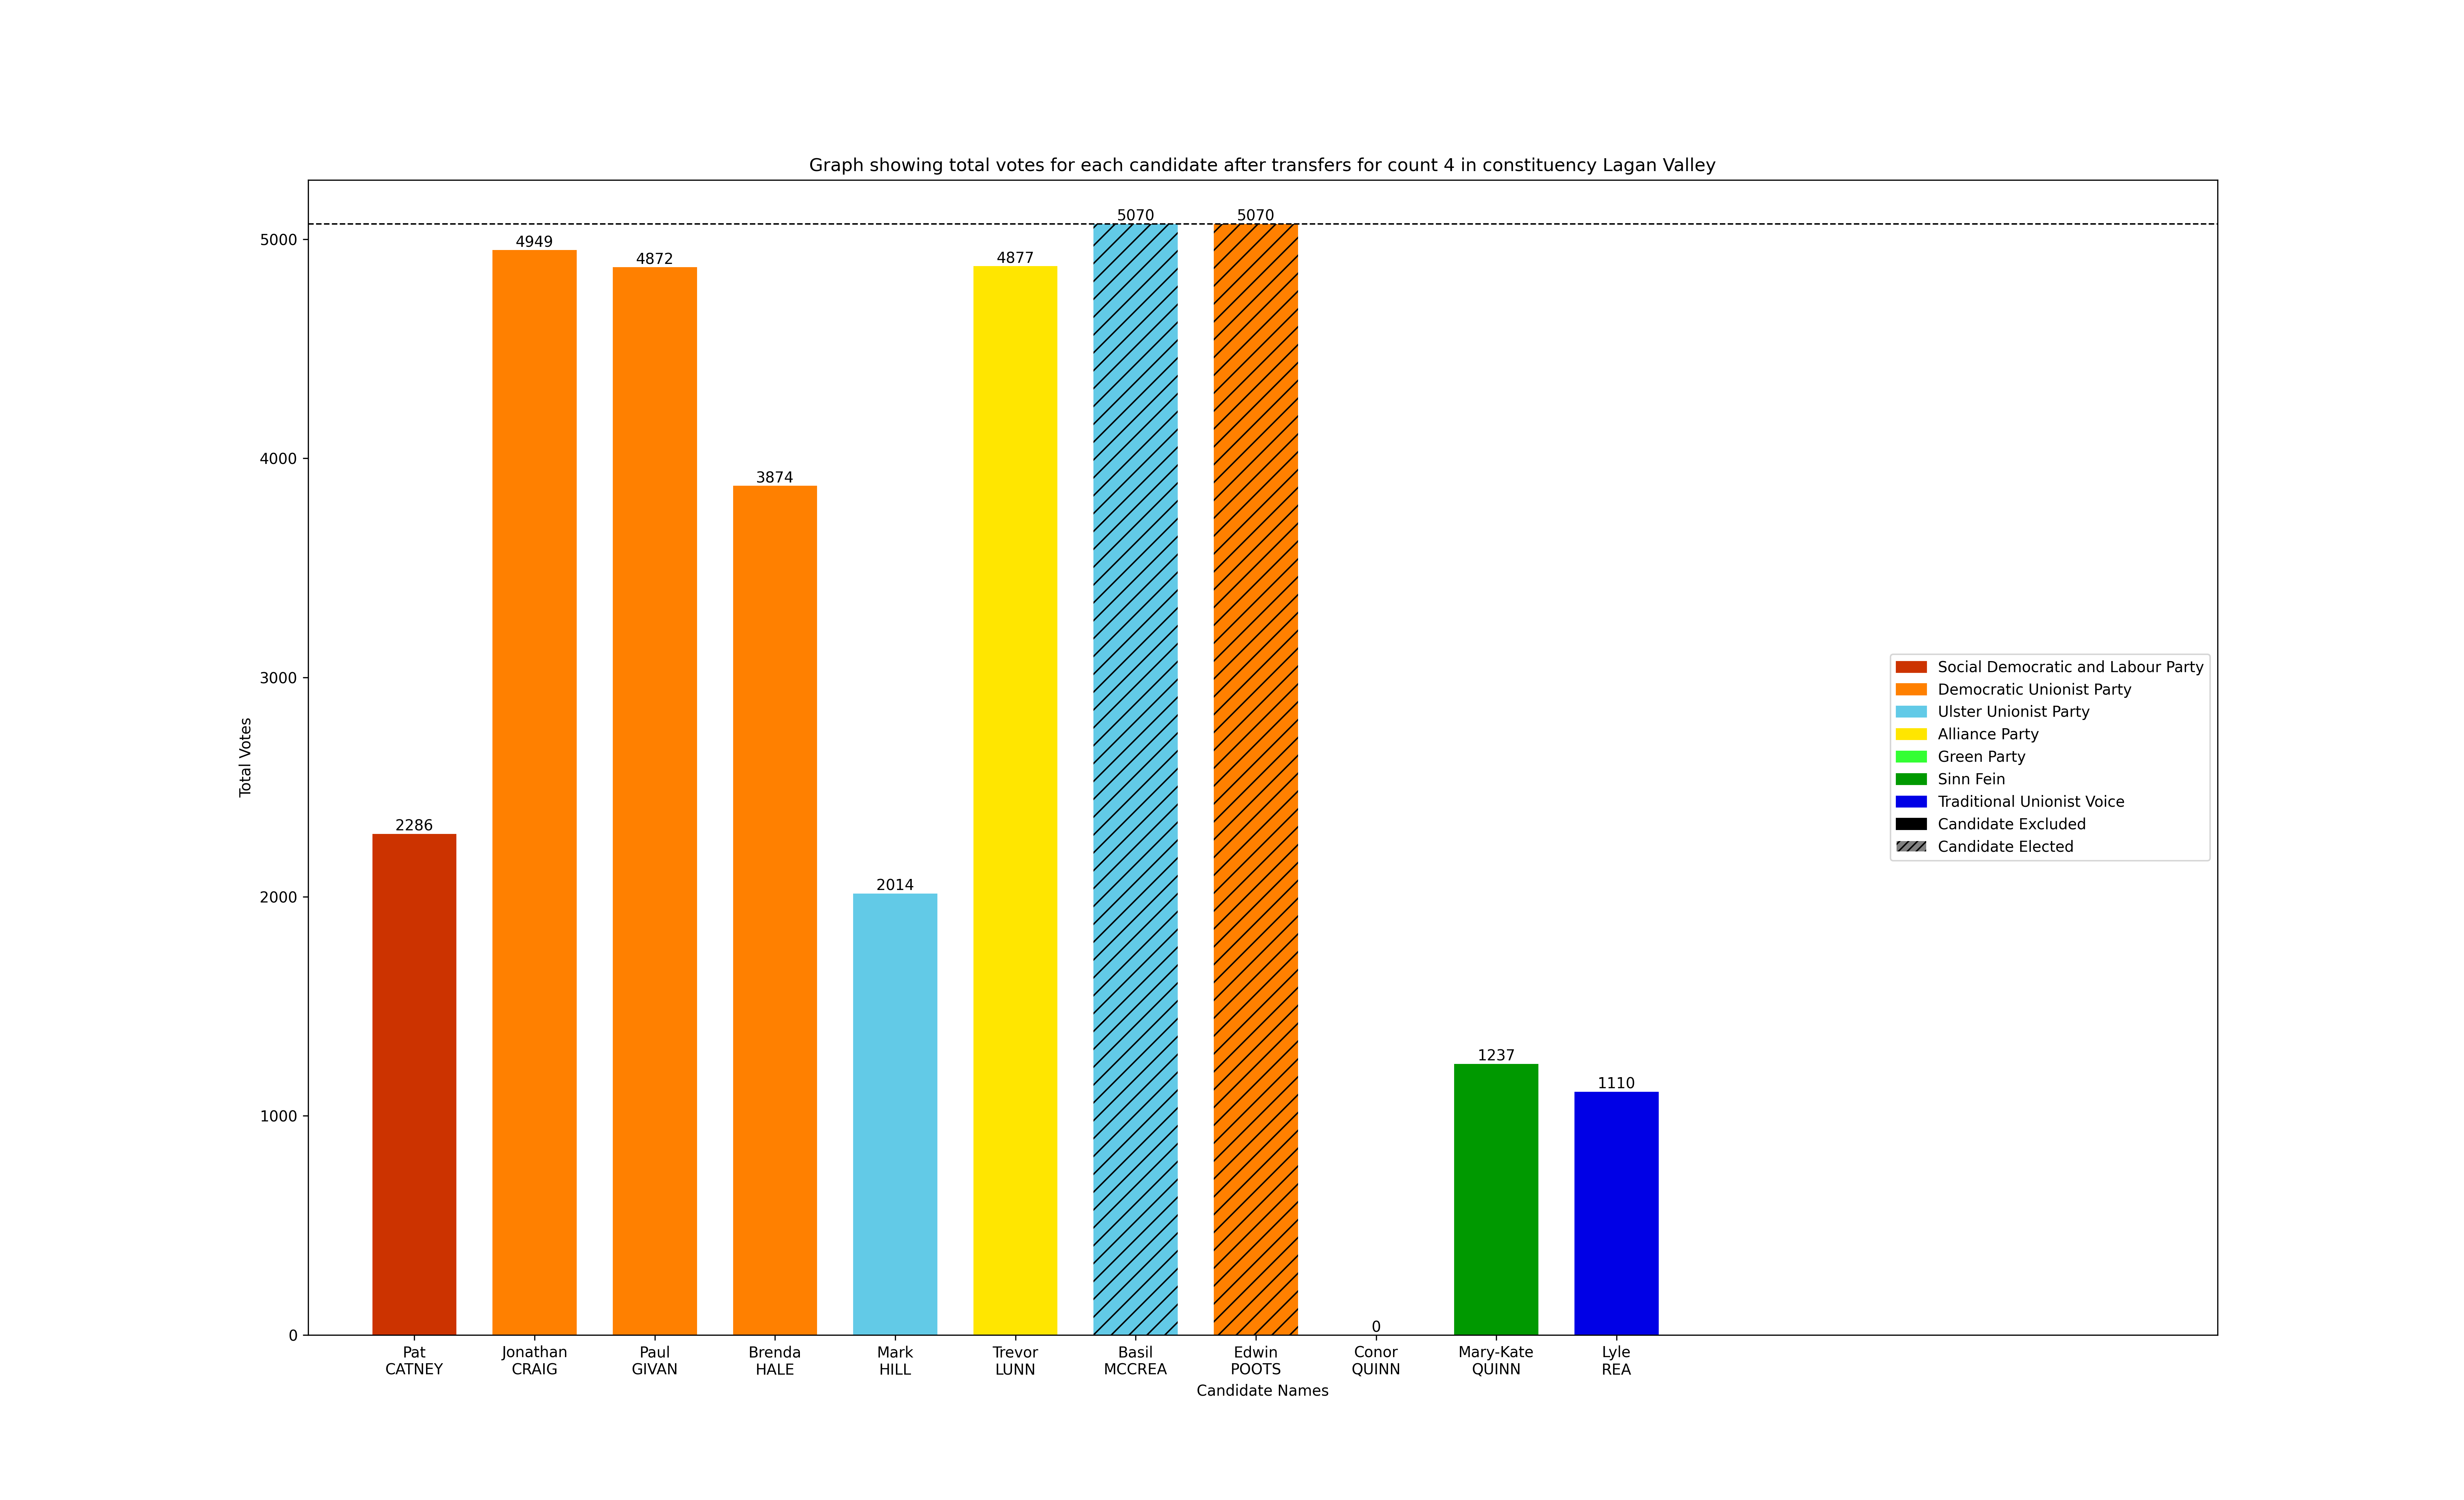 Graph showing total votes for each candidate after transfers for count 4 in constituency Lagan Valley
5070
5070
5000
4949
4872
4877
4000
3874
3000
Total Votes
2286
2014
2000
1237
1110
1000
0
0
Social Democratic and Labour Party
Democratic Unionist Party
Ulster Unionist Party
Alliance Party
Green Party
Sinn Fein
Traditional Unionist Voice
Candidate Excluded
Candidate Elected
Pat
CATNEY
Jonathan
CRAIG
Paul
GIVAN
Brenda
HALE
Mark
HILL
Trevor
LUNN
Basil
MCCREA
Edwin
POOTS
Conor
QUINN
Mary-Kate
QUINN
Lyle
REA
Candidate Names